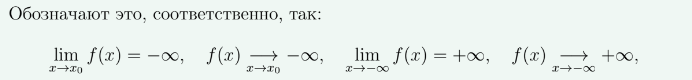 Обозначают это, соответственно, так:
lim_{x→x₀} f(x) = −∞, f(x) ⟶_{x→x₀} −∞, lim_{x→−∞} f(x) = +∞, f(x) ⟶_{x→−∞} +∞,